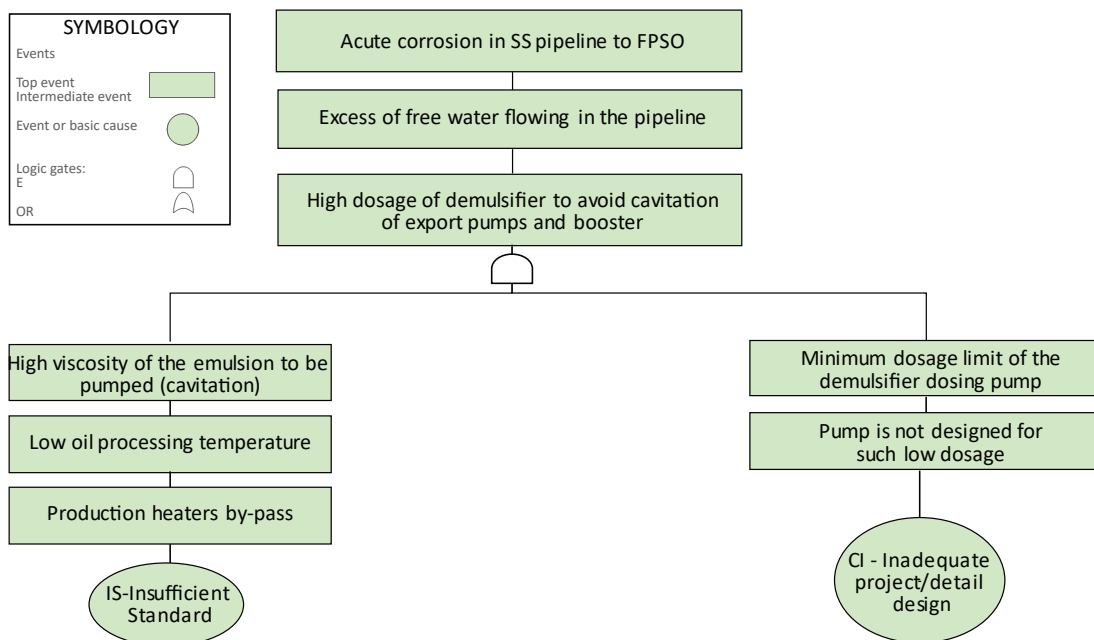 SYMBOLOGY
Events
Top event
Intermediate event
Event or basic cause
Logic gates:
E
OR
Acute corrosion in SS pipeline to FPSO
Excess of free water flowing in the pipeline
High dosage of demulsifier to avoid cavitation
of export pumps and booster
High viscosity of the emulsion to be
pumped (cavitation)
Low oil processing temperature
Production heaters by-pass
IS-Insufficient
Standard
Minimum dosage limit of the
demulsifier dosing pump
Pump is not designed for
such low dosage
CI - Inadequate
project/detail
design